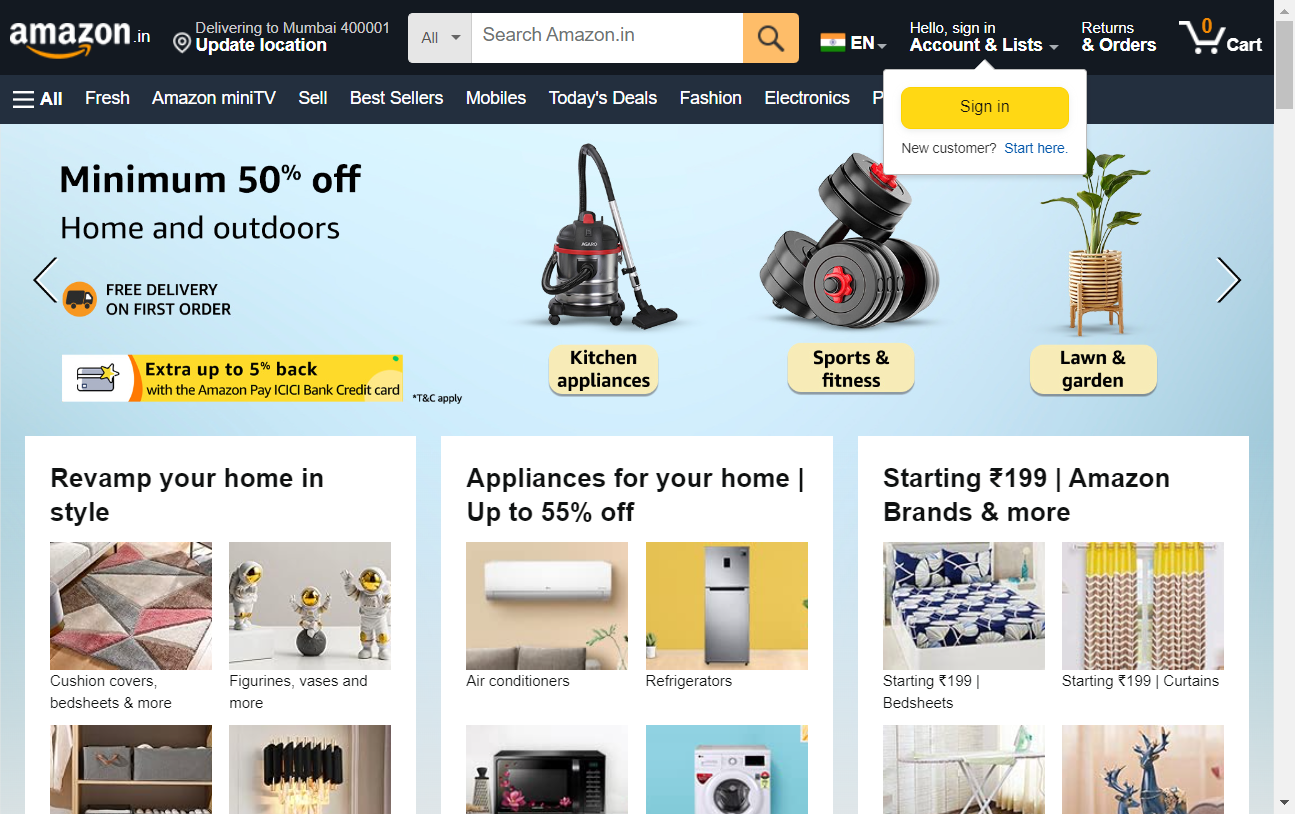 amazon.in
Delivering to Mumbai 400001
Update location
All
Search Amazon.in
EN
Hello, sign in
Account & Lists
Returns
& Orders
0
Cart
All
Fresh
Amazon miniTV
Sell
Best Sellers
Mobiles
Today's Deals
Fashion
Electronics
P
Sign in
New customer? Start here.
Minimum 50% off
Home and outdoors
FREE DELIVERY
ON FIRST ORDER
Extra up to 5% back
with the Amazon Pay ICICI Bank Credit card
*T&C apply
AGARO
Kitchen
appliances
Sports &
fitness
Lawn &
garden
Revamp your home in
style
Cushion covers,
bedsheets & more
Figurines, vases and
more
Appliances for your home |
Up to 55% off
Air conditioners
Refrigerators
Starting ₹199 | Amazon
Brands & more
Starting ₹199 |
Bedsheets
Starting ₹199 | Curtains